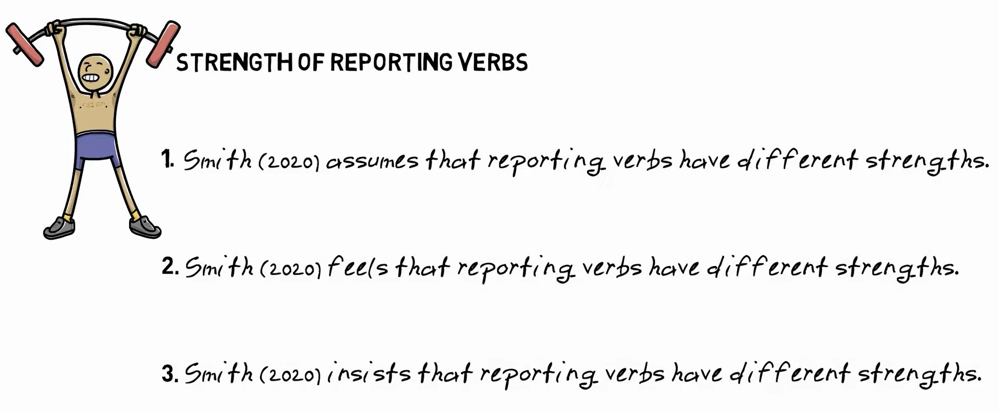 STRENGTH OF REPORTING VERBS
1. Smith (2020) assumes that reporting verbs have different strengths.
2. Smith (2020) feels that reporting verbs have different strengths.
3. Smith (2020) insists that reporting verbs have different strengths.